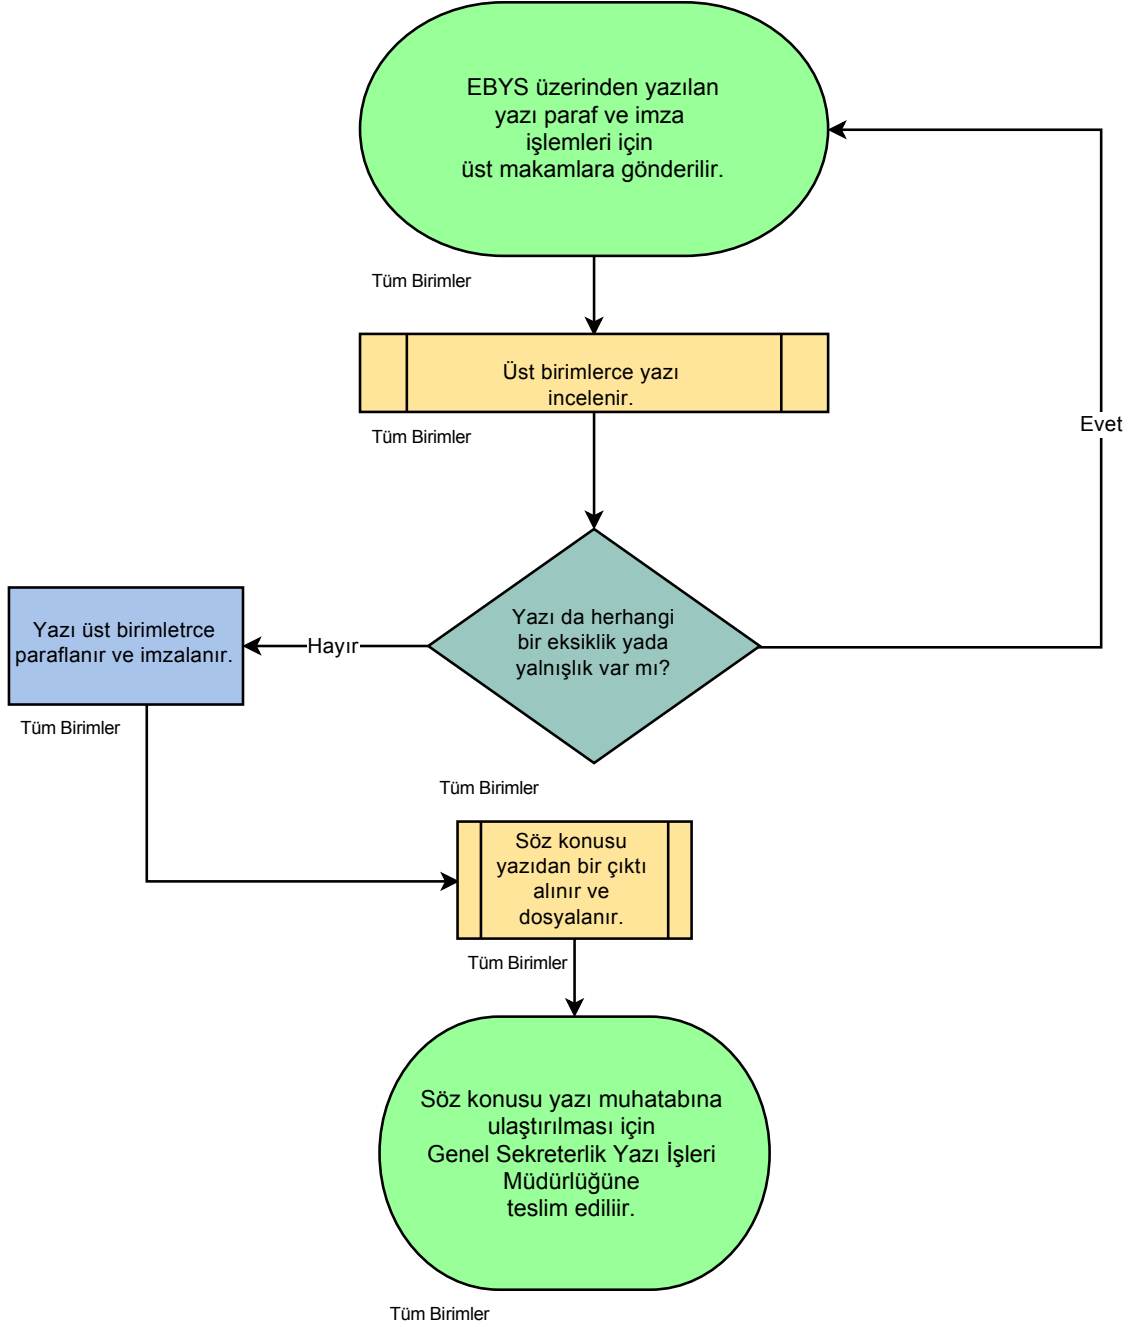 EBYS üzerinden yazılan
yazı paraf ve imza
işlemleri için
üst makamlara gönderilir.
Tüm Birimler
Üst birimlerce yazı
incelenir.
Tüm Birimler
Evet
Yazı da herhangi
bir eksiklik yada
yalnışlık var mı?
Hayır
Yazı üst birimletrce
paraflanır ve imzalanır.
Tüm Birimler
Tüm Birimler
Söz konusu
yazıdan bir çıktı
alınır ve
dosyalanır.
Tüm Birimler
Söz konusu yazı muhatabına
ulaştırılması için
Genel Sekreterlik Yazı İşleri
Müdürlüğüne
teslim ediliir.
Tüm Birimler